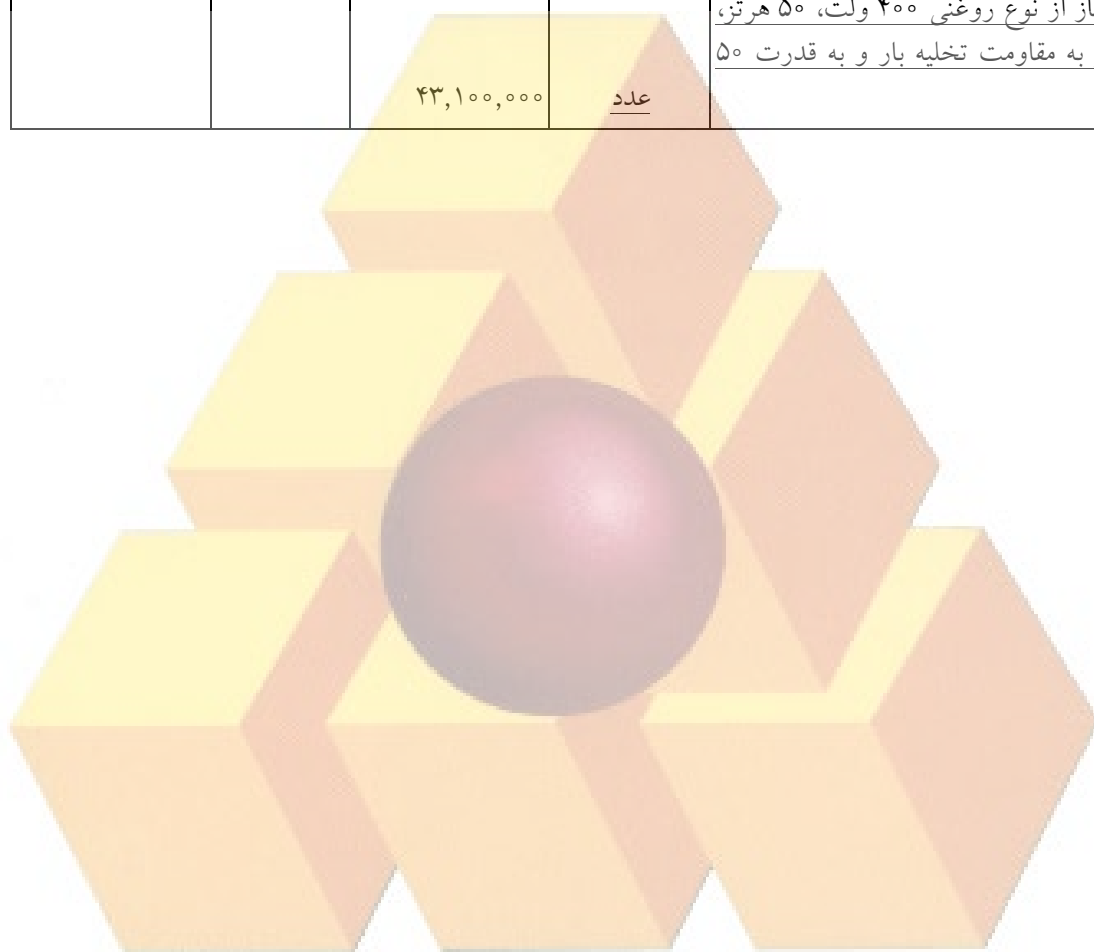 از نوع روغنی ۴۰۰ ولت، ۵۰ هرتز،
به مقاومت تخلیه بار و به قدرت ۵۰
عدد ۴۳,۱۰۰,۰۰۰